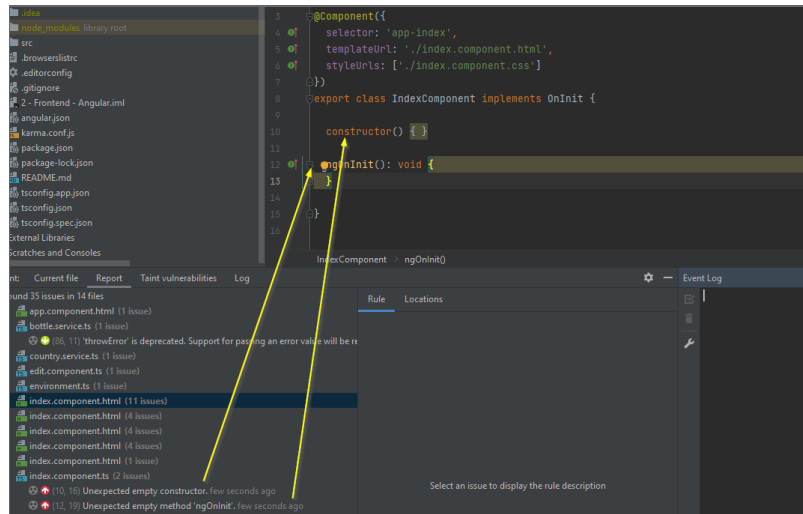 .idea
node_modules library root
src
.browserslistrc
.editorconfig
.gitignore
2 - Frontend - Angular.iml
angular.json
karma.conf.js
package.json
package-lock.json
README.md
tsconfig.app.json
tsconfig.json
tsconfig.spec.json
External Libraries
Scratches and Consoles
3 @Component({
4 selector: 'app-index',
5 templateUrl: './index.component.html',
6 styleUrls: ['./index.component.css']
7 })
8 export class IndexComponent implements OnInit {
9
10 constructor() { }
11
12 ngOnInit(): void {
13 }
14
15 }
16
IndexComponent › ngOnInit()
nt: Current file Report Taint vulnerabilities Log
Event Log
ound 35 issues in 14 files
app.component.html (1 issue)
bottle.service.ts (1 issue)
(86, 11) 'throwError' is deprecated. Support for passing an error value will be re
country.service.ts (1 issue)
edit.component.ts (1 issue)
environment.ts (1 issue)
index.component.html (11 issues)
index.component.html (4 issues)
index.component.html (4 issues)
index.component.html (4 issues)
index.component.html (1 issue)
index.component.ts (2 issues)
(10, 16) Unexpected empty constructor. few seconds ago
(12, 19) Unexpected empty method 'ngOnInit'. few seconds ago
Rule Locations
Select an issue to display the rule description